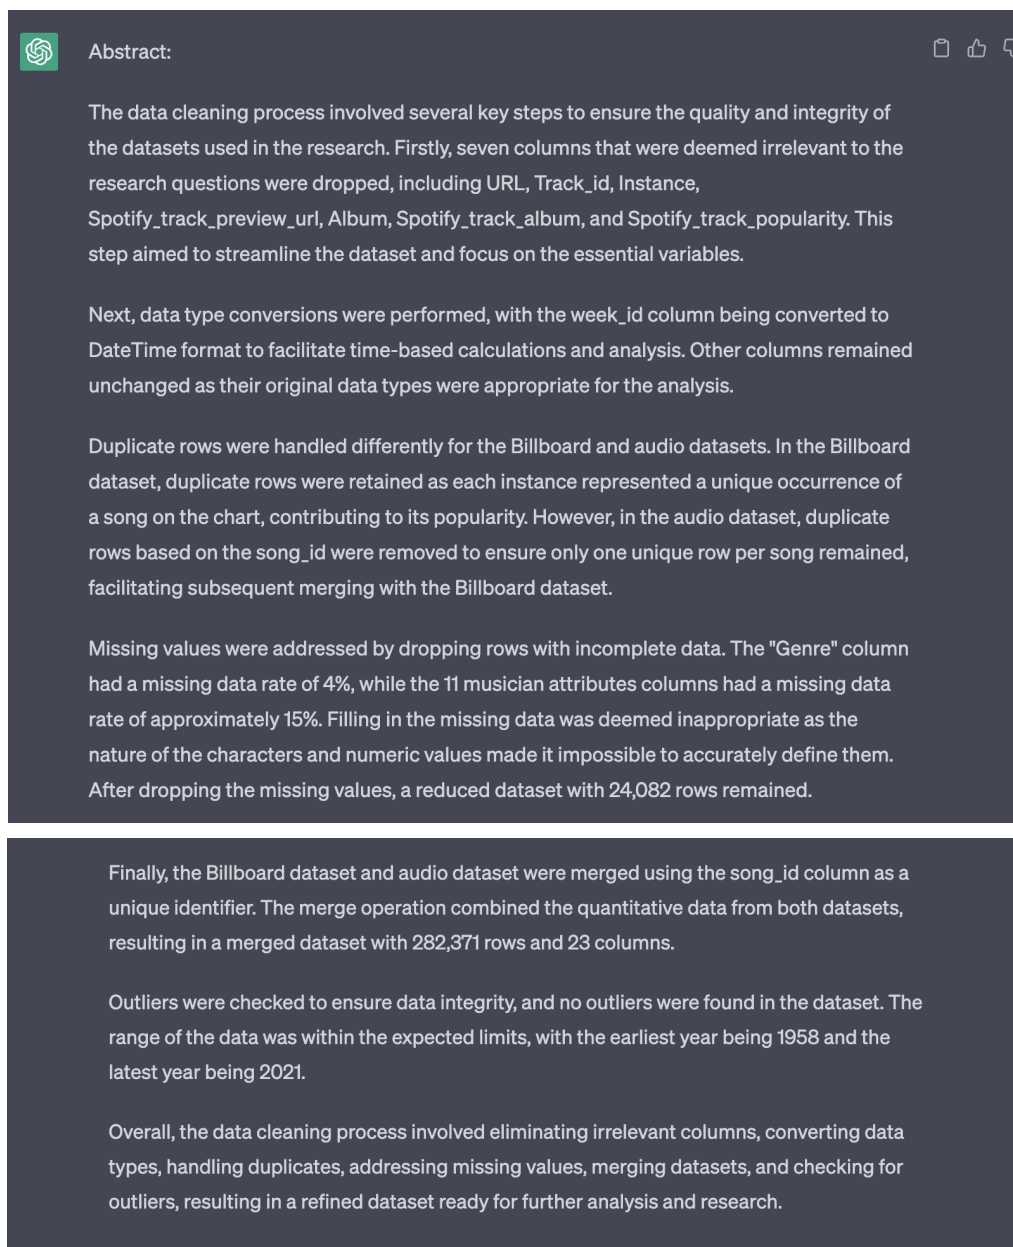 Abstract:
The data cleaning process involved several key steps to ensure the quality and integrity of
the datasets used in the research. Firstly, seven columns that were deemed irrelevant to the
research questions were dropped, including URL, Track_id, Instance,
Spotify_track_preview_url, Album, Spotify_track_album, and Spotify_track_popularity. This
step aimed to streamline the dataset and focus on the essential variables.
Next, data type conversions were performed, with the week_id column being converted to
DateTime format to facilitate time-based calculations and analysis. Other columns remained
unchanged as their original data types were appropriate for the analysis.
Duplicate rows were handled differently for the Billboard and audio datasets. In the Billboard
dataset, duplicate rows were retained as each instance represented a unique occurrence of
a song on the chart, contributing to its popularity. However, in the audio dataset, duplicate
rows based on the song_id were removed to ensure only one unique row per song remained,
facilitating subsequent merging with the Billboard dataset.
Missing values were addressed by dropping rows with incomplete data. The "Genre" column
had a missing data rate of 4%, while the 11 musician attributes columns had a missing data
rate of approximately 15%. Filling in the missing data was deemed inappropriate as the
nature of the characters and numeric values made it impossible to accurately define them.
After dropping the missing values, a reduced dataset with 24,082 rows remained.
Finally, the Billboard dataset and audio dataset were merged using the song_id column as a
unique identifier. The merge operation combined the quantitative data from both datasets,
resulting in a merged dataset with 282,371 rows and 23 columns.
Outliers were checked to ensure data integrity, and no outliers were found in the dataset. The
range of the data was within the expected limits, with the earliest year being 1958 and the
latest year being 2021.
Overall, the data cleaning process involved eliminating irrelevant columns, converting data
types, handling duplicates, addressing missing values, merging datasets, and checking for
outliers, resulting in a refined dataset ready for further analysis and research.